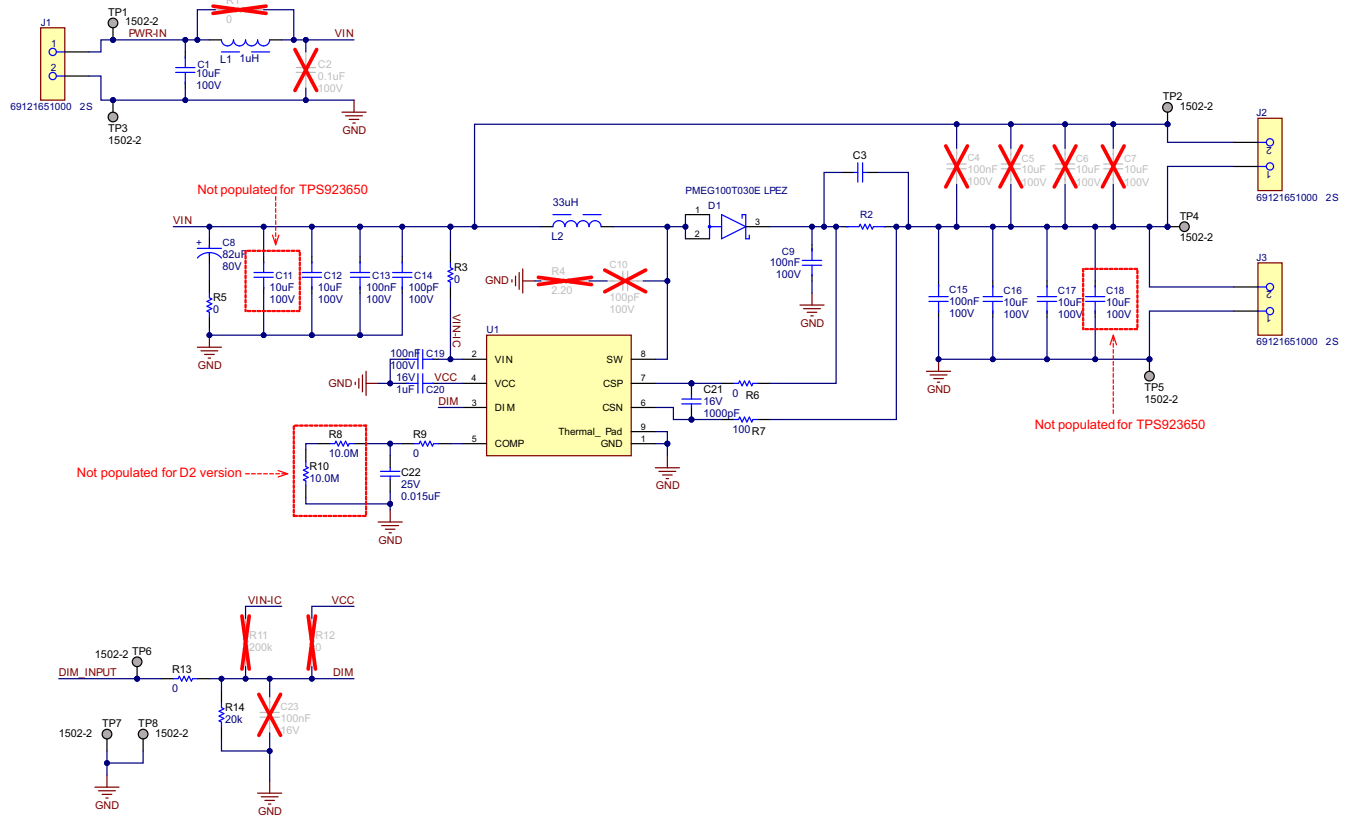 R1
0
J1
TP1
1502-2
PWR-IN
VIN
1
2
L1 1uH
C1
10uF
100V
C2
0.1uF
100V
69121651000 2S
TP3
1502-2
GND
TP2
1502-2
J2
2
1
69121651000 2S
C4
100nF
100V
C5
10uF
100V
C6
10uF
100V
C7
10uF
100V
C3
Not populated for TPS923650
PMEG100T030E LPEZ
VIN
33uH
L2
1
2
D1
3
R2
TP4
1502-2
C8
+
82uF
80V
C11
10uF
100V
C12
10uF
100V
C13
100nF
100V
C14
100pF
100V
R3
0
GND
R4
2.20
C10
100pF
100V
C9
100nF
100V
GND
J3
2
1
69121651000 2S
C15
100nF
100V
C16
10uF
100V
C17
10uF
100V
C18
10uF
100V
R5
0
GND
VIN-IC
U1
100nF C19
100V
2 VIN
SW 8
GND
16V VCC
1uF C20
4 VCC
CSP 7
DIM
3 DIM
CSN 6
Thermal_ Pad 9
GND 1
5 COMP
C21
16V
1000pF
0 R6
100 R7
GND
GND
TP5
1502-2
Not populated for TPS923650
R8
10.0M
R9
0
R10
10.0M
Not populated for D2 version
C22
25V
0.015uF
GND
VIN-IC
VCC
R11
200k
R12
0
1502-2 TP6
DIM_INPUT
R13
0
DIM
R14
20k
C23
100nF
16V
1502-2 TP7
TP8 1502-2
GND
GND